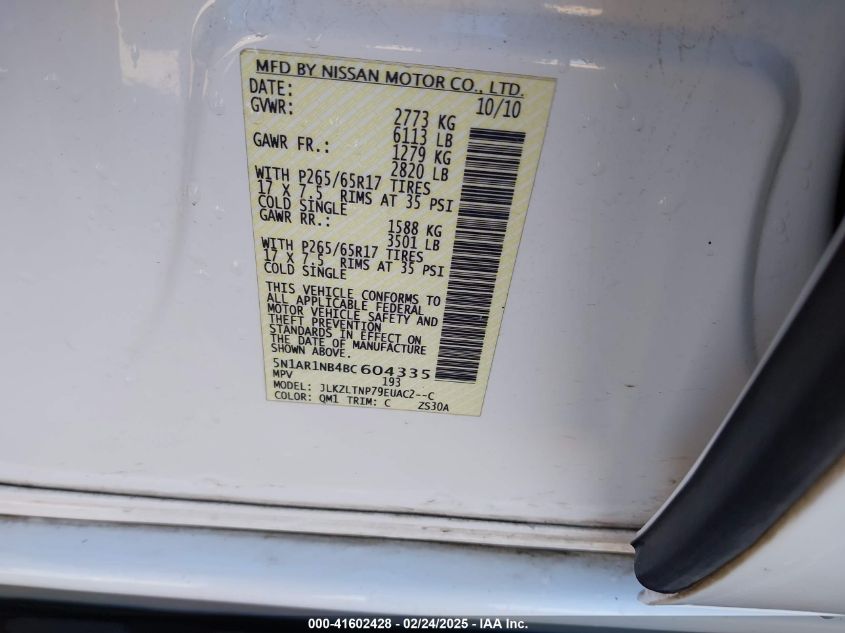 MFD BY NISSAN MOTOR CO., LTD.
DATE: 10/10
GVWR: 2773 KG
6113 LB
GAWR FR.: 1279 KG
2820 LB
WITH P265/65R17 TIRES
17 X 7.5 RIMS AT 35 PSI
COLD SINGLE
GAWR RR.: 1588 KG
3501 LB
WITH P265/65R17 TIRES
17 X 7.5 RIMS AT 35 PSI
COLD SINGLE
THIS VEHICLE CONFORMS TO
ALL APPLICABLE FEDERAL
MOTOR VEHICLE SAFETY AND
THEFT PREVENTION
STANDARDS IN EFFECT ON
THE DATE OF MANUFACTURE
SHOWN ABOVE.
5N1AR1NB4BC604335
MPV 193
MODEL: JLKZLTNP79EUAC2--C
COLOR: QM1 TRIM: C ZS30A
000-41602428 - 02/24/2025 - IAA Inc.